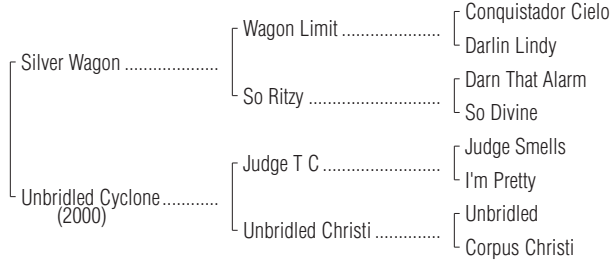 Conquistador Cielo
Wagon Limit .....................
Darlin Lindy
Silver Wagon .....................
Darn That Alarm
So Ritzy .............................
So Divine
Judge Smells
Judge T C ..........................
I'm Pretty
Unbridled Cyclone ............
(2000)
Unbridled
Unbridled Christi ...............
Corpus Christi